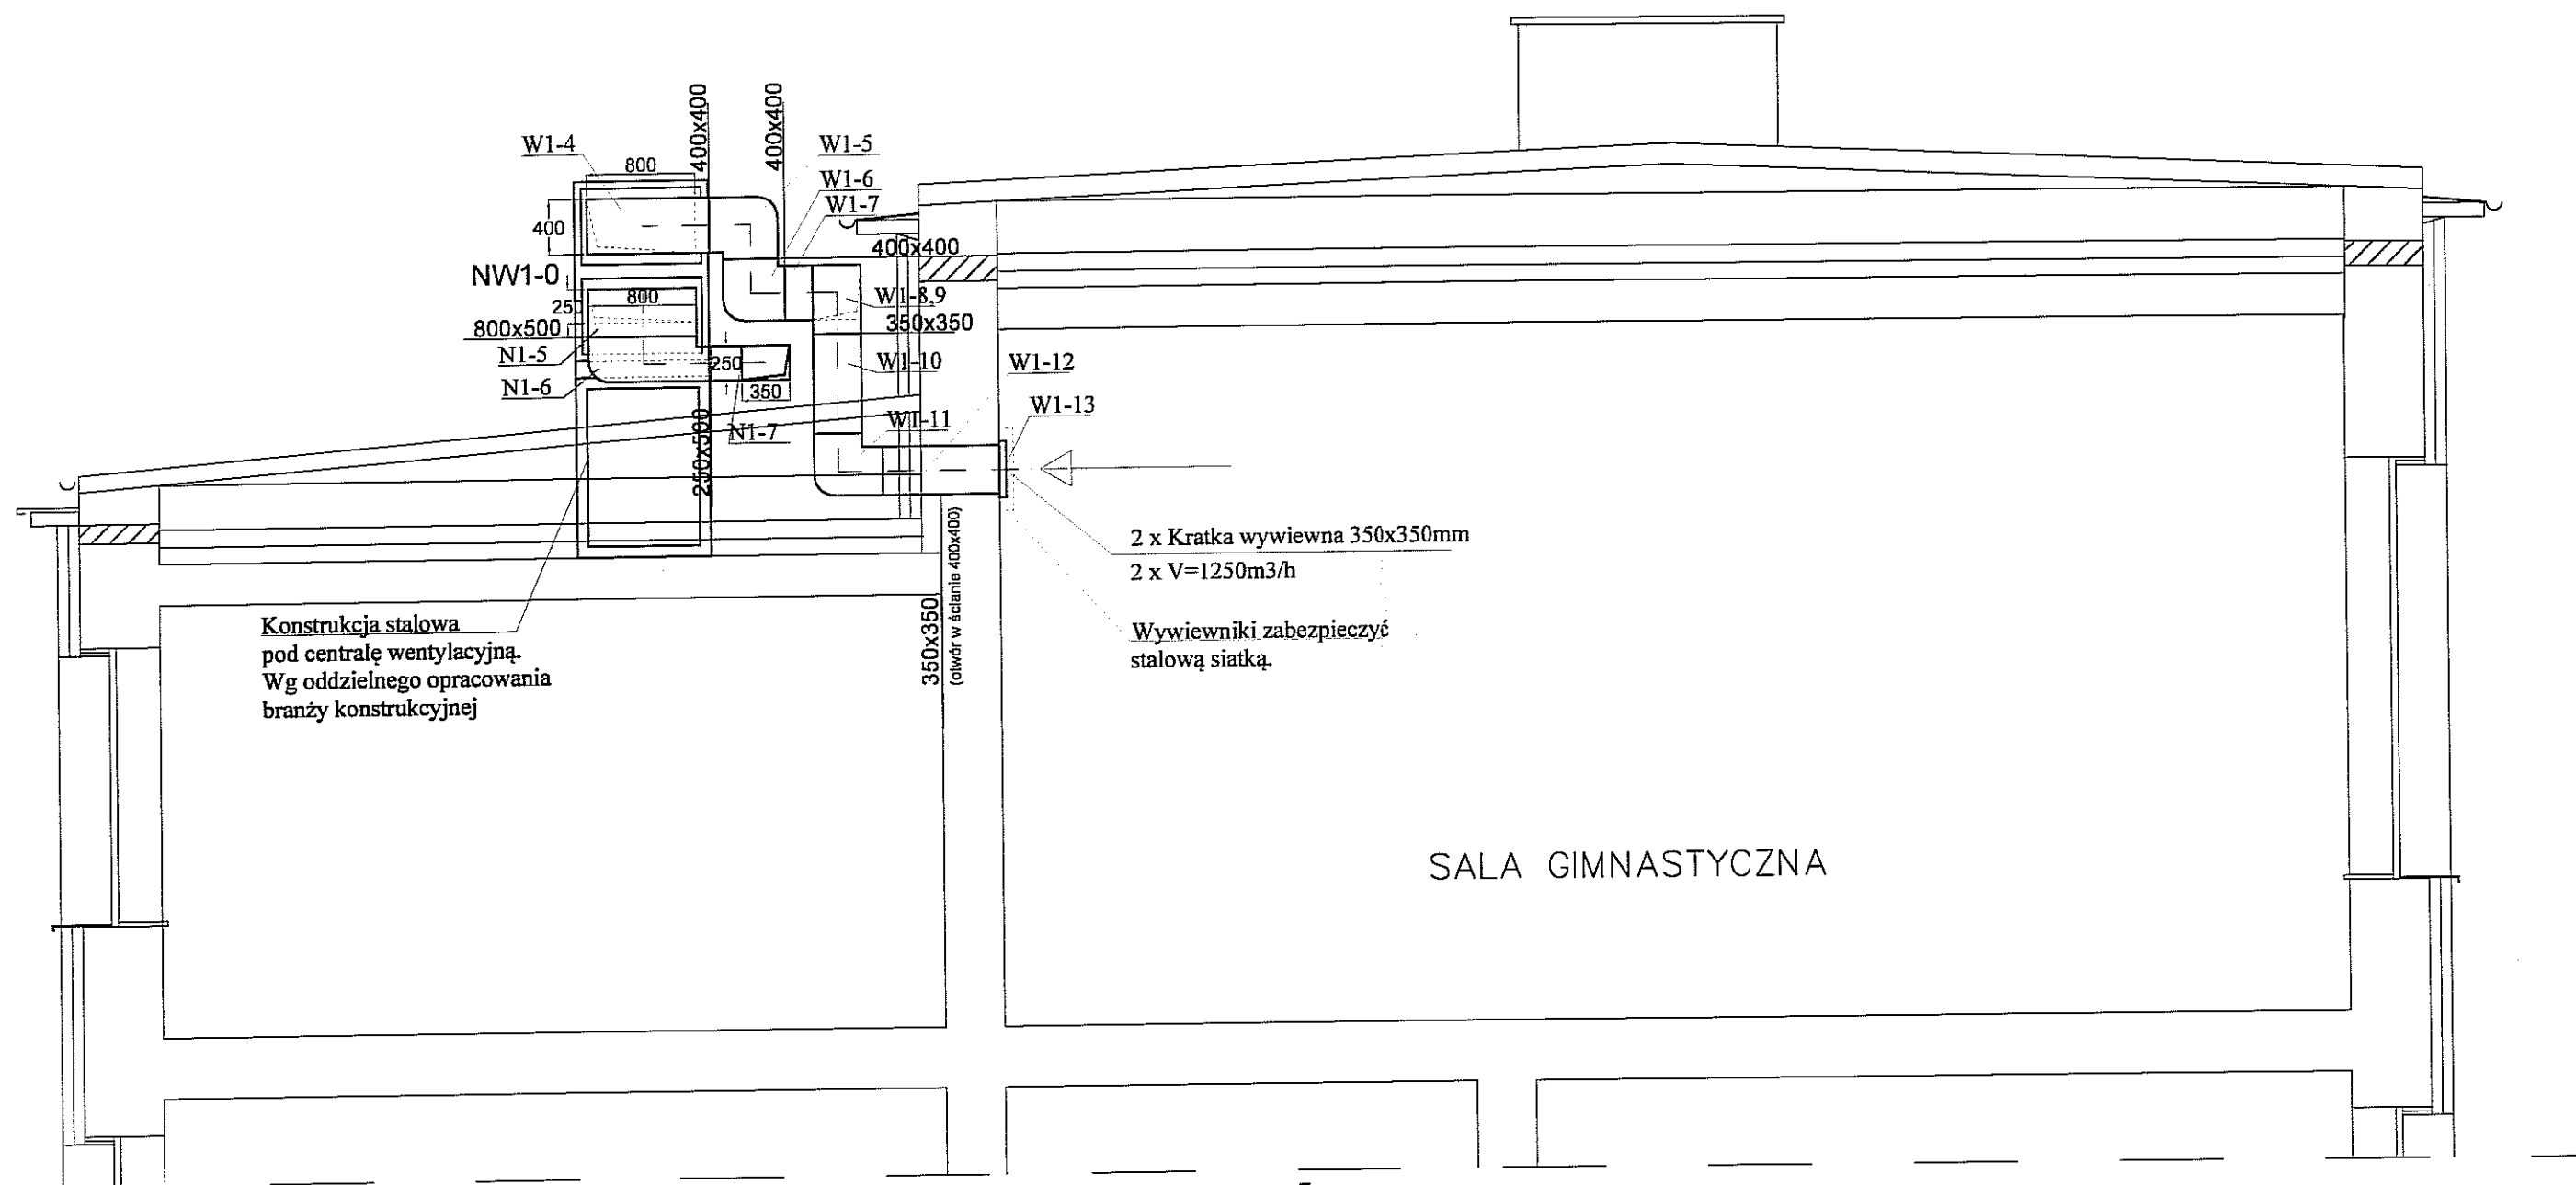 400x400
400x400
W1-4
800
W1-5
W1-6
W1-7
400
400x400
NW1-0
250
800
W1-8,9
350x350
800x500
N1-5
250
W1-10
W1-12
N1-6
350
W1-13
W1-11
N1-7
250x500
2 x Kratka wywiewna 350x350mm
2 x V=1250m3/h
350x350
(otwór w ścianie 400x400)
Konstrukcja stalowa
pod centralę wentylacyjną.
Wg oddzielnego opracowania
branży konstrukcyjnej
Wywiewniki zabezpieczyć
stalową siatką.
SALA GIMNASTYCZNA